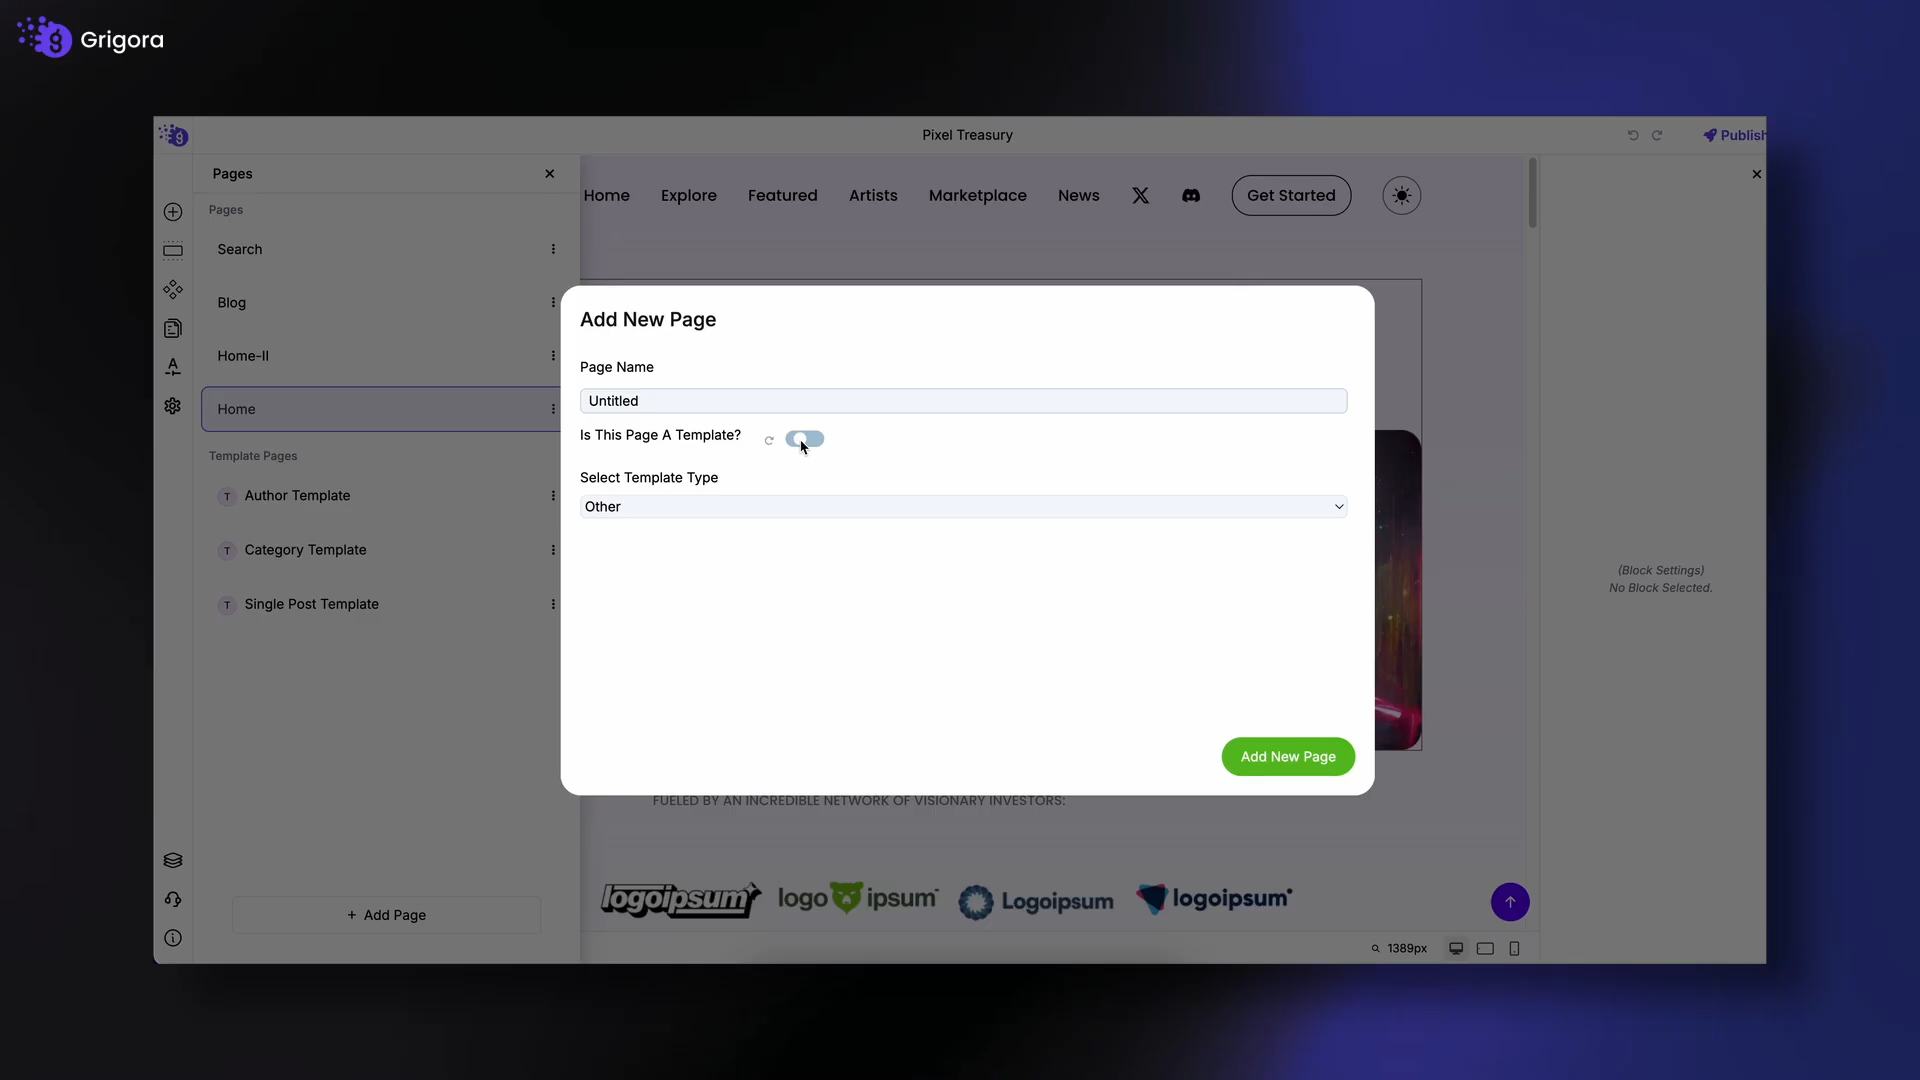 Grigora
Pixel Treasury
Publish
Pages
Pages
Search
Blog
Home-II
Home
Template Pages
T Author Template
T Category Template
T Single Post Template
+ Add Page
Home Explore Featured Artists Marketplace News X Get Started
Add New Page
Page Name
Untitled
Is This Page A Template?
Select Template Type
Other
Add New Page
FUELED BY AN INCREDIBLE NETWORK OF VISIONARY INVESTORS:
logoipsum logo ipsum Logoipsum logoipsum
1389px
(Block Settings)
No Block Selected.